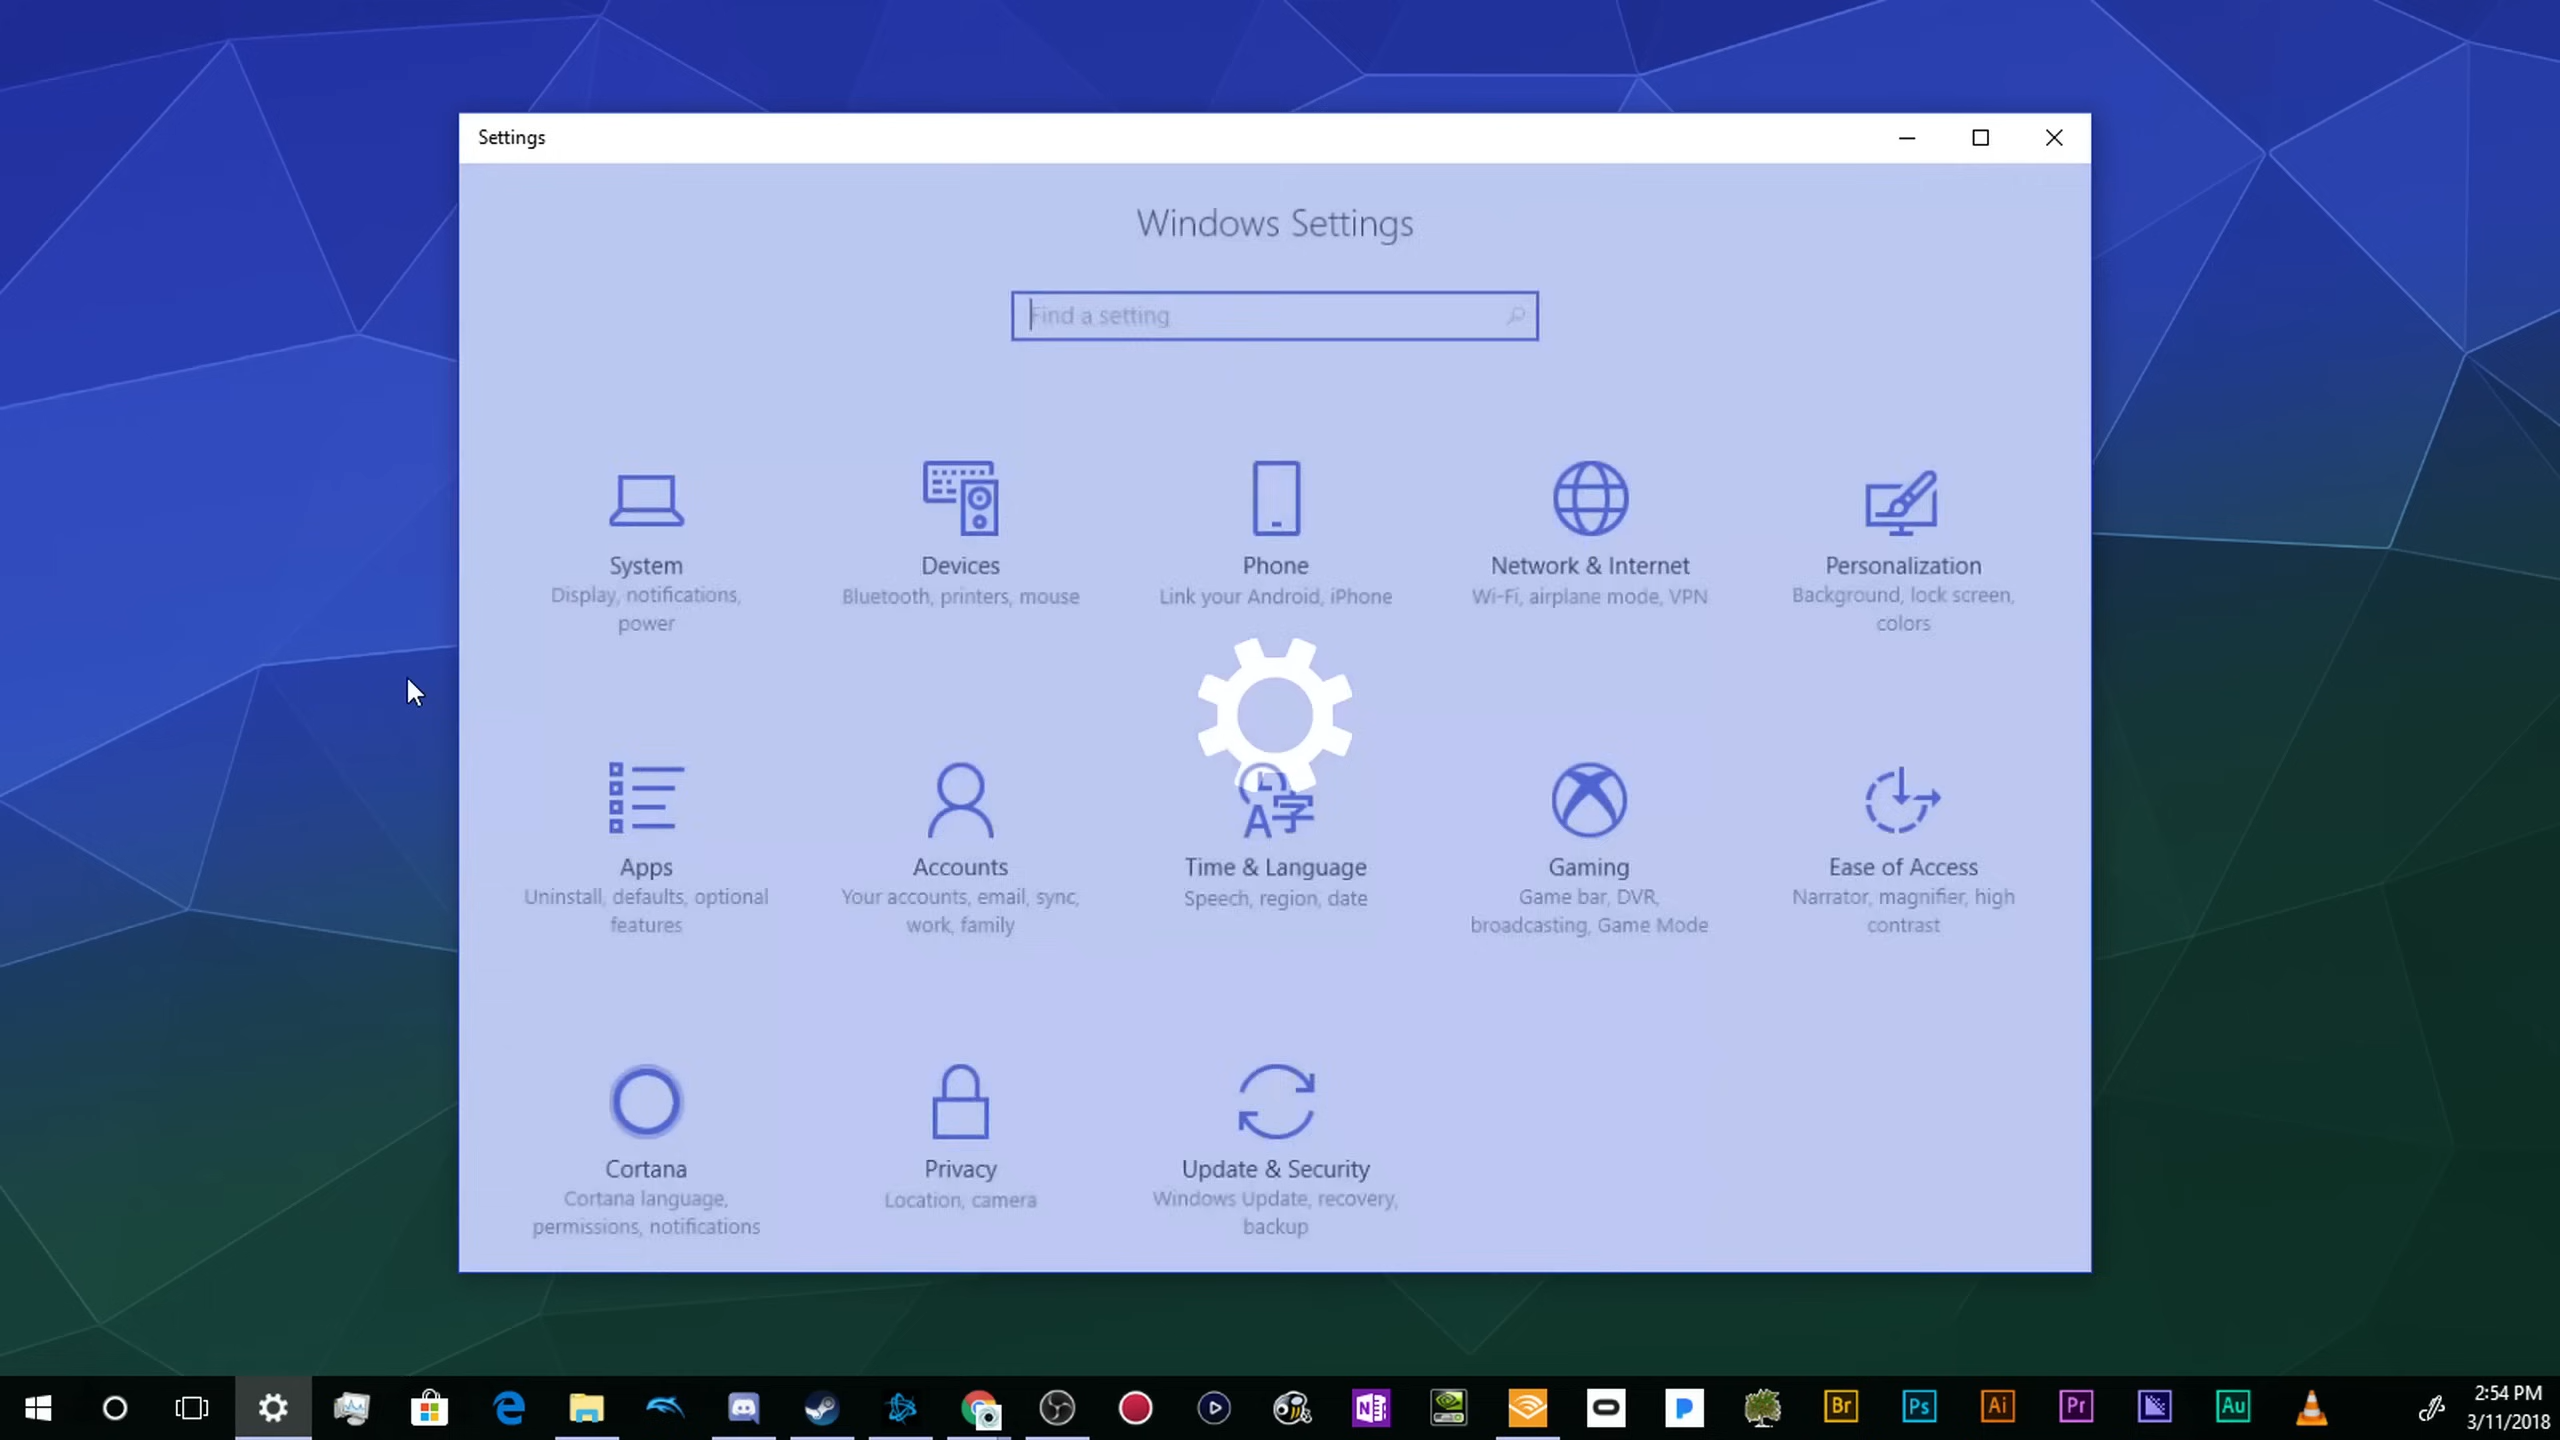 Settings
Windows Settings
Find a setting
System
Display, notifications,
power
Devices
Bluetooth, printers, mouse
Phone
Link your Android, iPhone
Network & Internet
Wi-Fi, airplane mode, VPN
Personalization
Background, lock screen,
colors
Apps
Uninstall, defaults, optional
features
Accounts
Your accounts, email, sync,
work, family
A字
Time & Language
Speech, region, date
Gaming
Game bar, DVR,
broadcasting, Game Mode
Ease of Access
Narrator, magnifier, high
contrast
Cortana
Cortana language,
permissions, notifications
Privacy
Location, camera
Update & Security
Windows Update, recovery,
backup
N
P
Br
Ps
Ai
Pr
Au
2:54 PM
3/11/2018